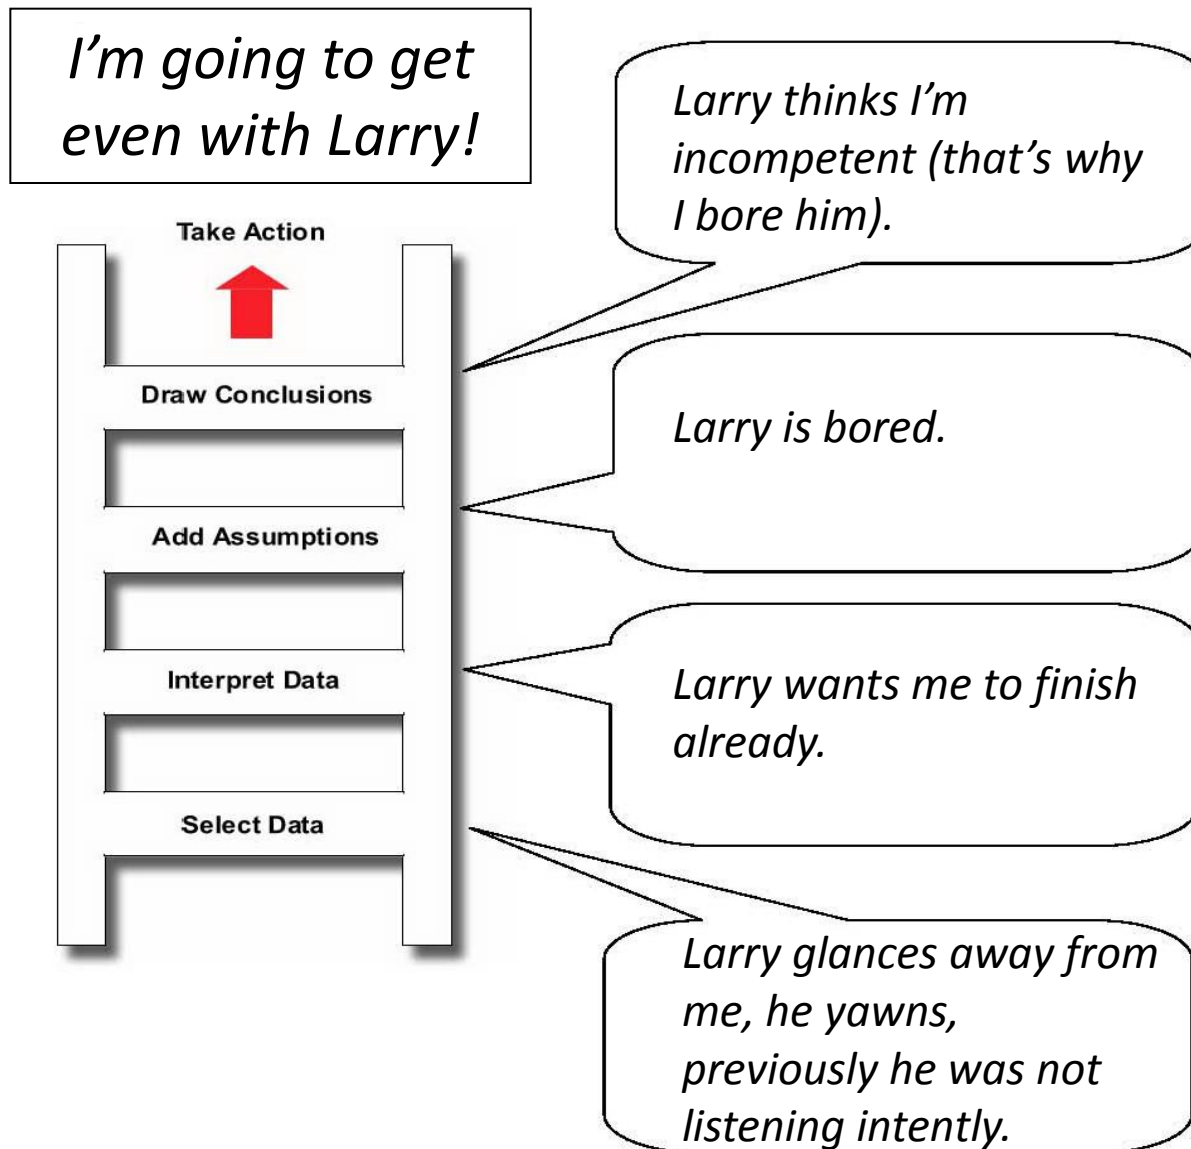 I’m going to get
even with Larry!
Larry thinks I’m
incompetent (that’s why
I bore him).
Take Action
Draw Conclusions
Larry is bored.
Add Assumptions
Larry wants me to finish
already.
Interpret Data
Select Data
Larry glances away from
me, he yawns,
previously he was not
listening intently.